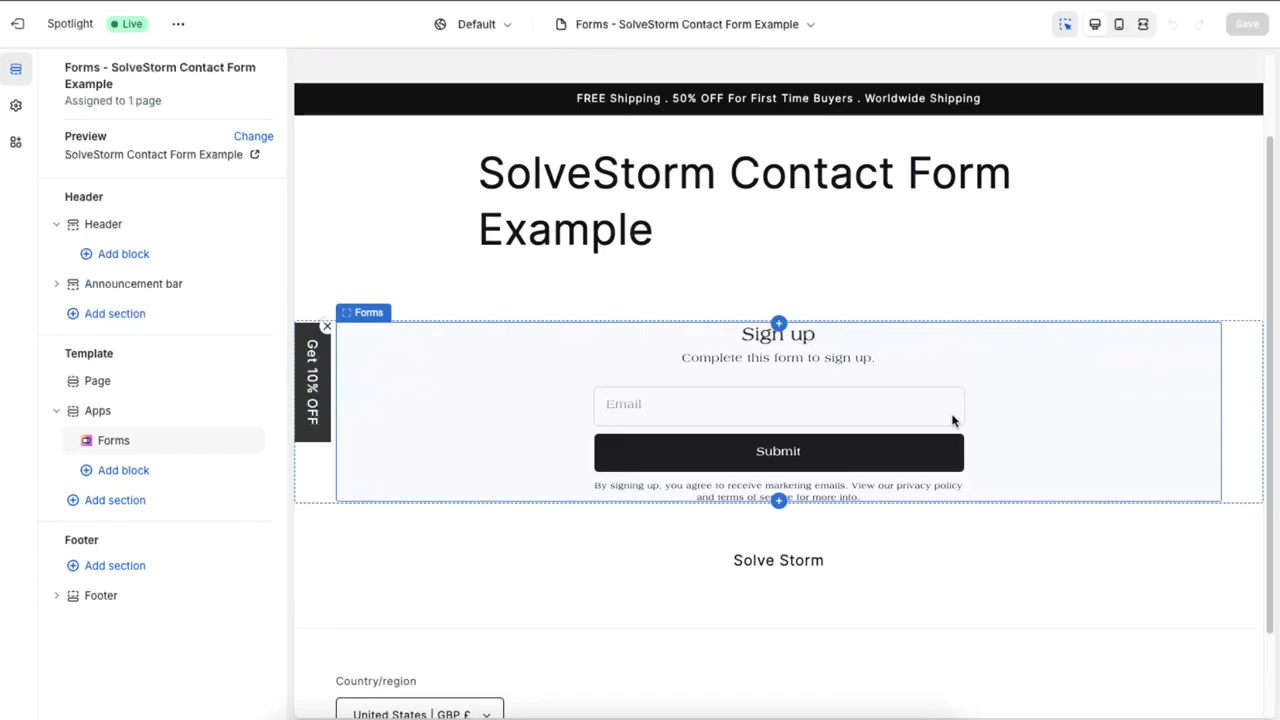 Spotlight
Live
Default
Forms - SolveStorm Contact Form Example
Save
Forms - SolveStorm Contact Form
Example
Assigned to 1 page
Preview
Change
SolveStorm Contact Form Example
Header
Header
Add block
Announcement bar
Add section
Template
Page
Apps
Forms
Add block
Add section
Footer
Add section
Footer
FREE Shipping . 50% OFF For First Time Buyers . Worldwide Shipping
SolveStorm Contact Form
Example
Forms
Get 10% OFF
Sign up
Complete this form to sign up.
Email
Submit
By signing up, you agree to receive marketing emails. View our privacy policy
and terms of service for more info.
Solve Storm
Country/region
United States | GBP £